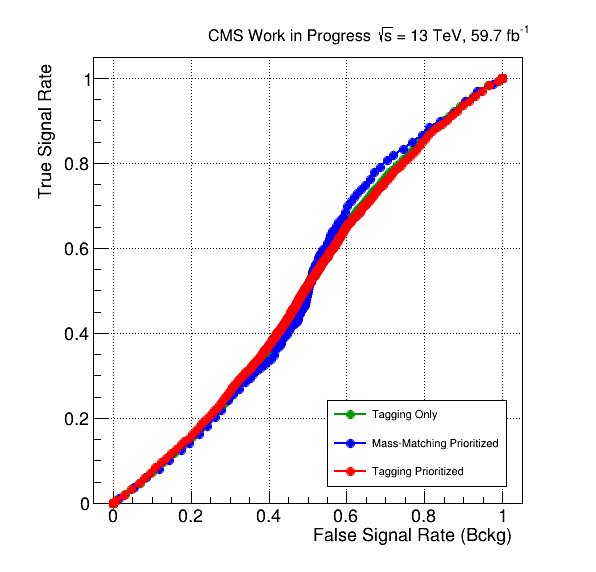 CMS Work in Progress √s = 13 TeV, 59.7 fb⁻¹
True Signal Rate
1
0.8
0.6
0.4
0.2
0
Tagging Only
Mass-Matching Prioritized
Tagging Prioritized
0 0.2 0.4 0.6 0.8 1
False Signal Rate (Bckg)